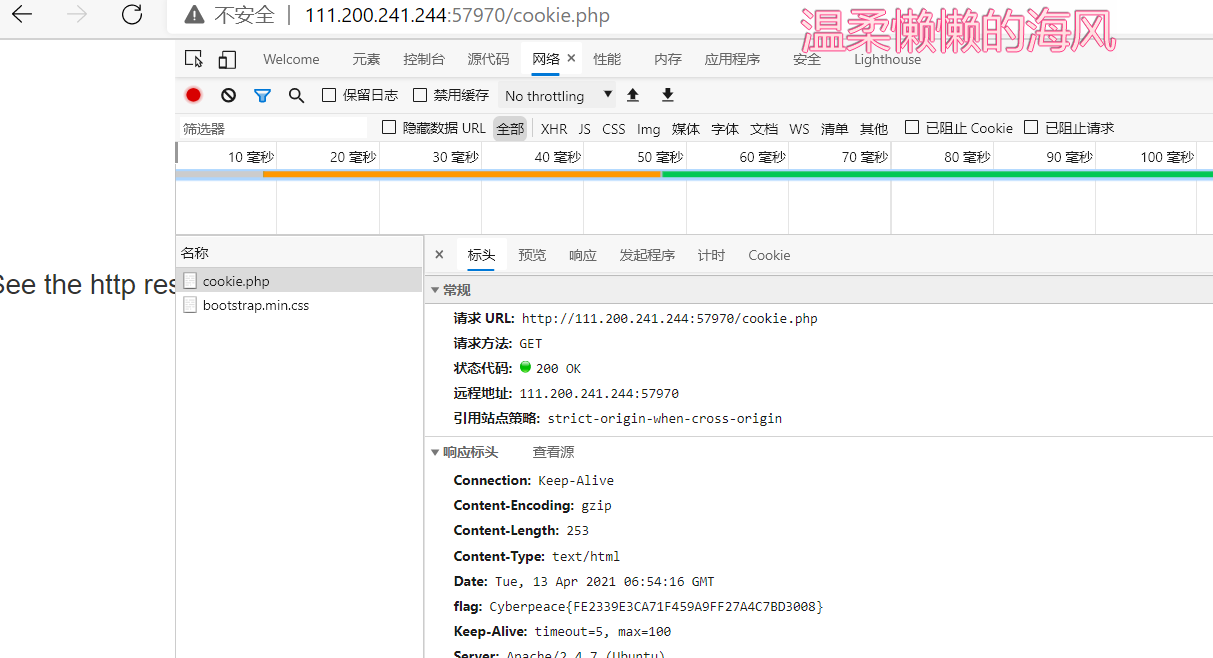 不安全 | 111.200.241.244:57970/cookie.php
温柔懒懒的海风
Welcome 元素 控制台 源代码 网络 × 性能 内存 应用程序 安全 Lighthouse
保留日志 禁用缓存 No throttling
筛选器 隐藏数据 URL 全部 XHR JS CSS Img 媒体 字体 文档 WS 清单 其他 已阻止 Cookie 已阻止请求
10 毫秒 20 毫秒 30 毫秒 40 毫秒 50 毫秒 60 毫秒 70 毫秒 80 毫秒 90 毫秒 100 毫秒
名称
cookie.php
bootstrap.min.css
See the http res
× 标头 预览 响应 发起程序 计时 Cookie
常规
请求 URL: http://111.200.241.244:57970/cookie.php
请求方法: GET
状态代码: 200 OK
远程地址: 111.200.241.244:57970
引用站点策略: strict-origin-when-cross-origin
响应标头 查看源
Connection: Keep-Alive
Content-Encoding: gzip
Content-Length: 253
Content-Type: text/html
Date: Tue, 13 Apr 2021 06:54:16 GMT
flag: Cyberpeace{FE2339E3CA71F459A9FF27A4C7BD3008}
Keep-Alive: timeout=5, max=100
Server: Apache/2.4.7 (Ubuntu)